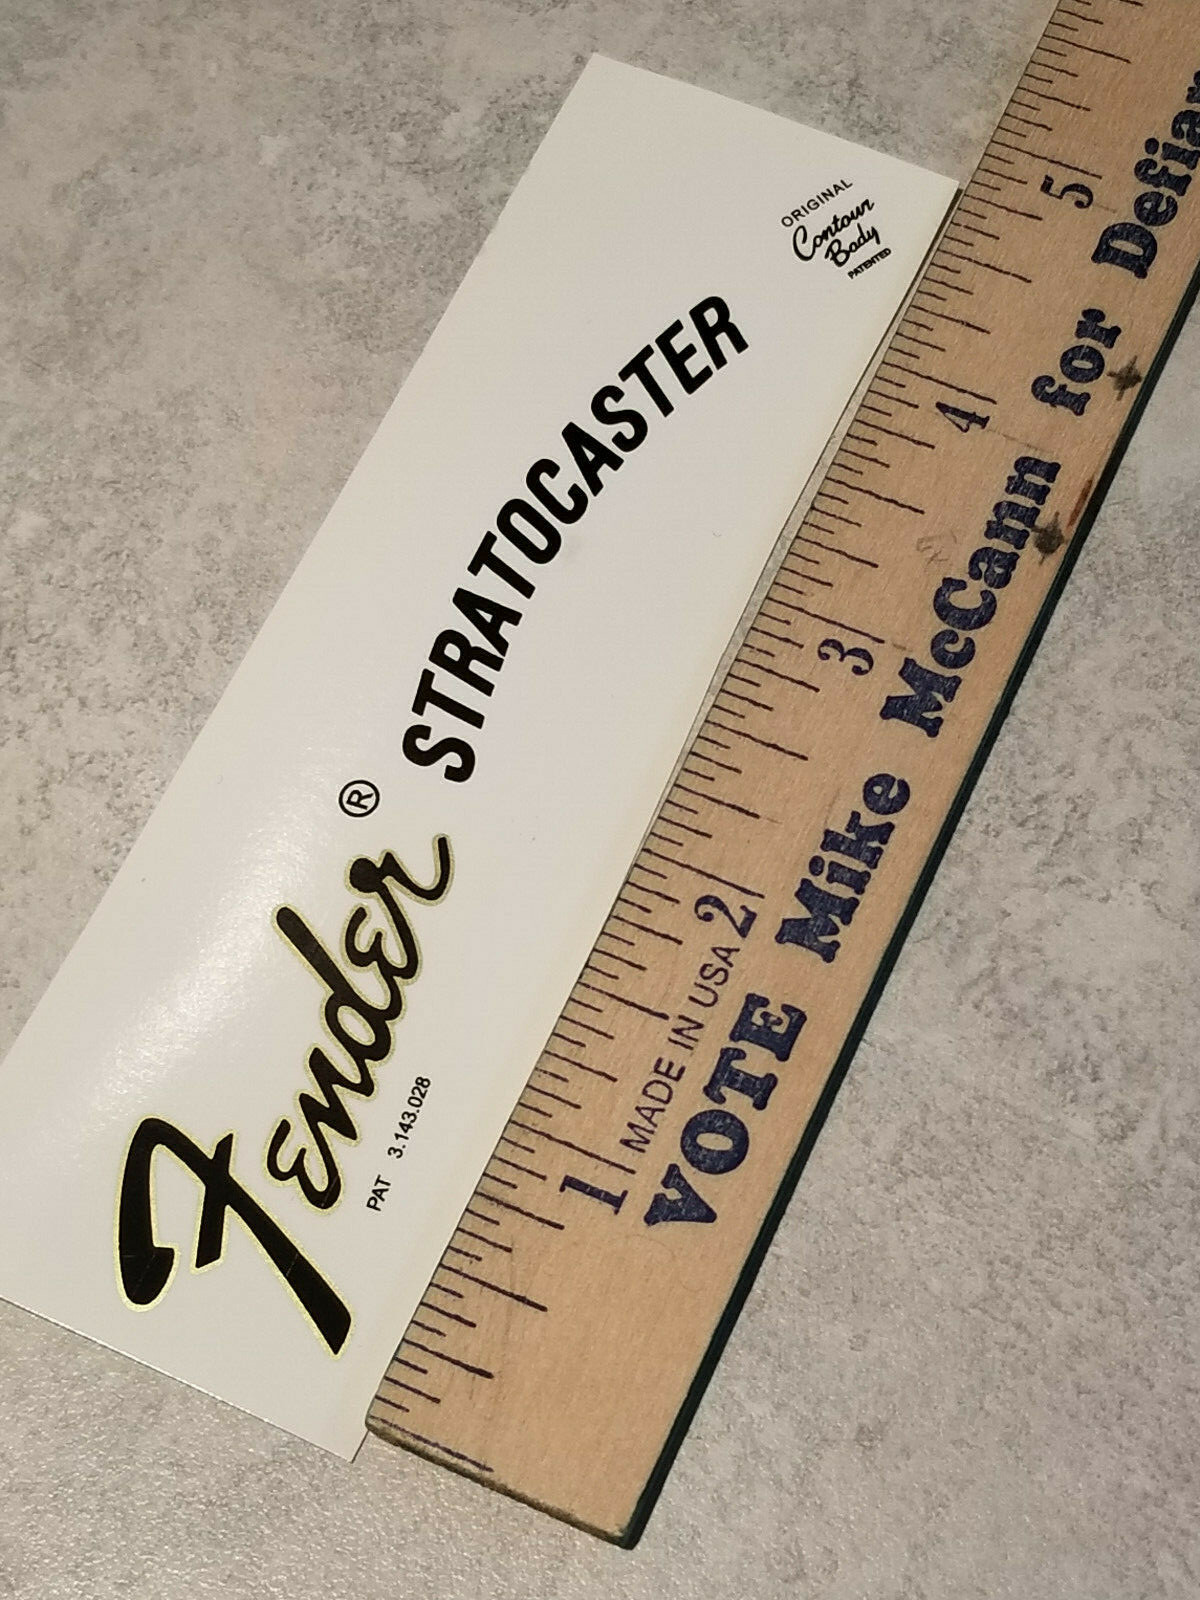 Fender®
STRATOCASTER
PAT 3.143.028
ORIGINAL
Contour
Body
PATENTED
1 2 3 4 5
MADE IN USA
VOTE Mike McCann for